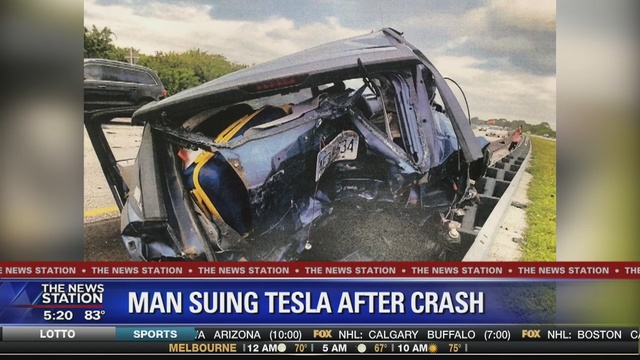 THE NEWS STATION • THE NEWS STATION • THE NEWS STATION • THE NEWS STATION • THE NEWS STATION • THE NEWS STATION
THE NEWS
STATION
MAN SUING TESLA AFTER CRASH
5:20 83°
LOTTO SPORTS ARIZONA (10:00) FOX NHL: CALGARY BUFFALO (7:00) FOX NHL: BOSTON
MELBOURNE 12 AM 70° 5 AM 67° 10 AM 75°